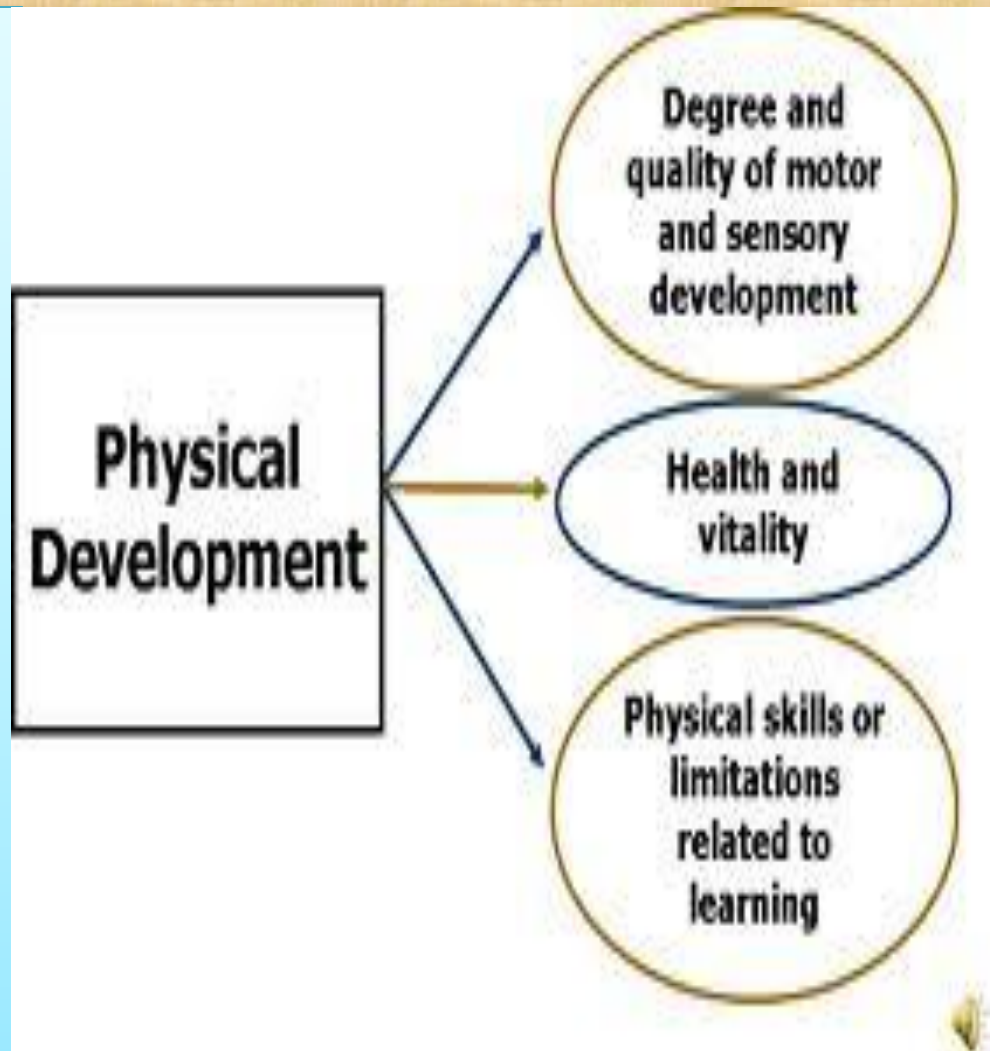 Physical
Development
Degree and
quality of motor
and sensory
development
Health and
vitality
Physical skills or
limitations
related to
learning